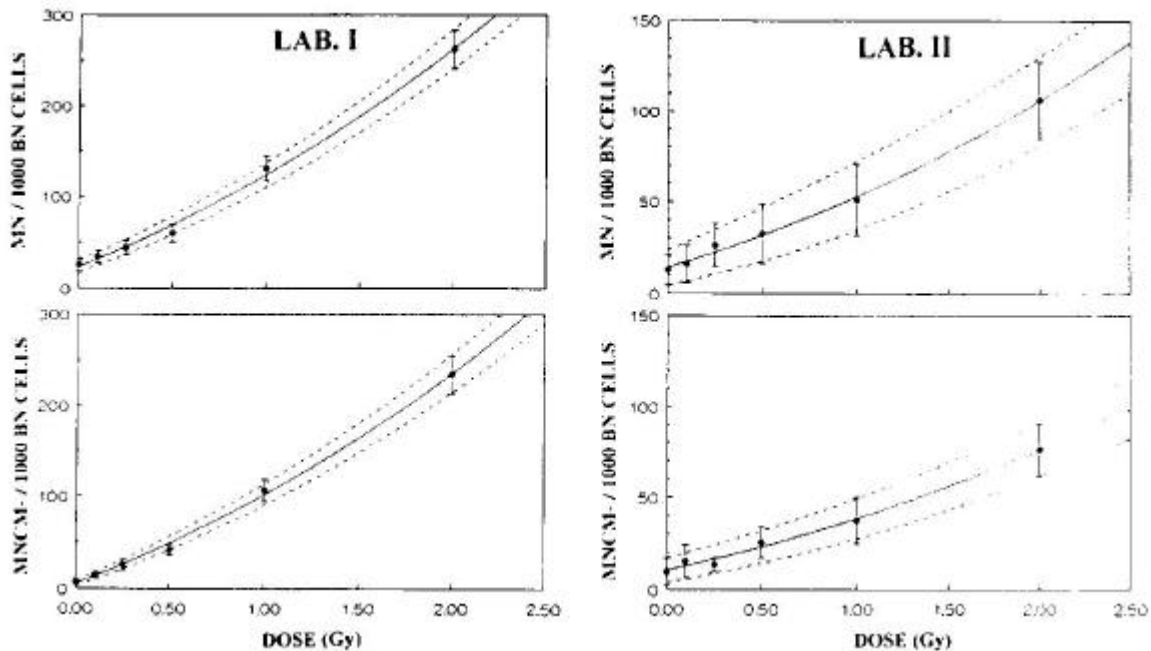 LAB. I
MN / 1000 BN CELLS
300
200
100
0
LAB. II
MN / 1000 BN CELLS
150
100
50
0
MNCM- / 1000 BN CELLS
300
200
100
0
0.00 0.50 1.00 1.50 2.00 2.50
DOSE (Gy)
MNCM- / 1000 BN CELLS
150
100
50
0
0.00 0.50 1.00 1.50 2.00 2.50
DOSE (Gy)